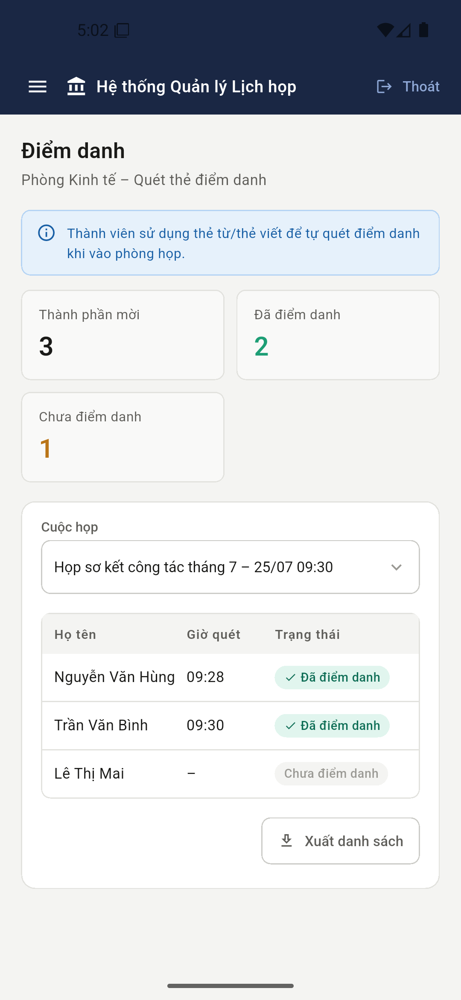 5:02
Hệ thống Quản lý Lịch họp
Thoát
Điểm danh
Phòng Kinh tế – Quét thẻ điểm danh
Thành viên sử dụng thẻ từ/thẻ viết để tự quét điểm danh
khi vào phòng họp.
Thành phần mời
3
Đã điểm danh
2
Chưa điểm danh
1
Cuộc họp
Họp sơ kết công tác tháng 7 – 25/07 09:30
Họ tên Giờ quét Trạng thái
Nguyễn Văn Hùng 09:28 Đã điểm danh
Trần Văn Bình 09:30 Đã điểm danh
Lê Thị Mai – Chưa điểm danh
Xuất danh sách